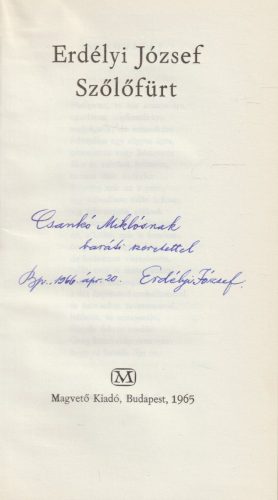 Erdélyi József
Szőlőfürt
Csankó Miklósnak
baráti szeretettel
Bp., 1966. ápr. 20. Erdélyi József.
M
Magvető Kiadó, Budapest, 1965